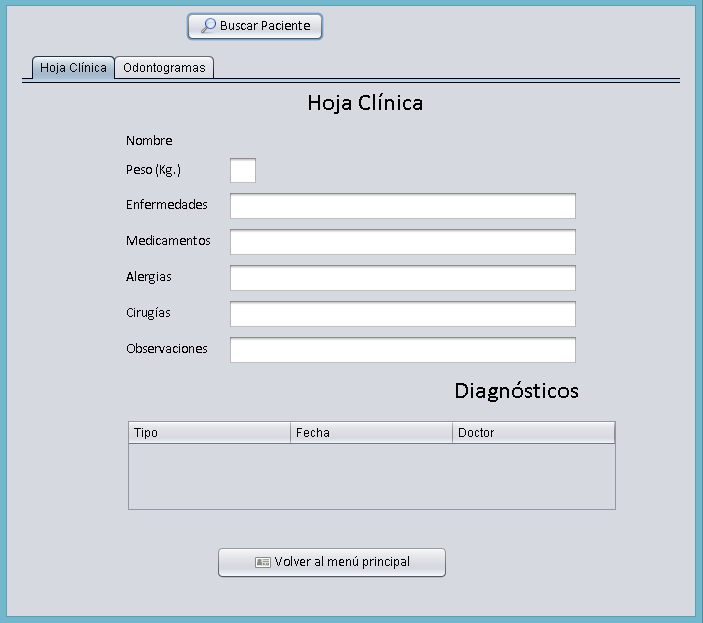 Buscar Paciente
Hoja Clínica Odontogramas
Hoja Clínica
Nombre
Peso (Kg.)
Enfermedades
Medicamentos
Alergias
Cirugías
Observaciones
Diagnósticos
Tipo Fecha Doctor
Volver al menú principal